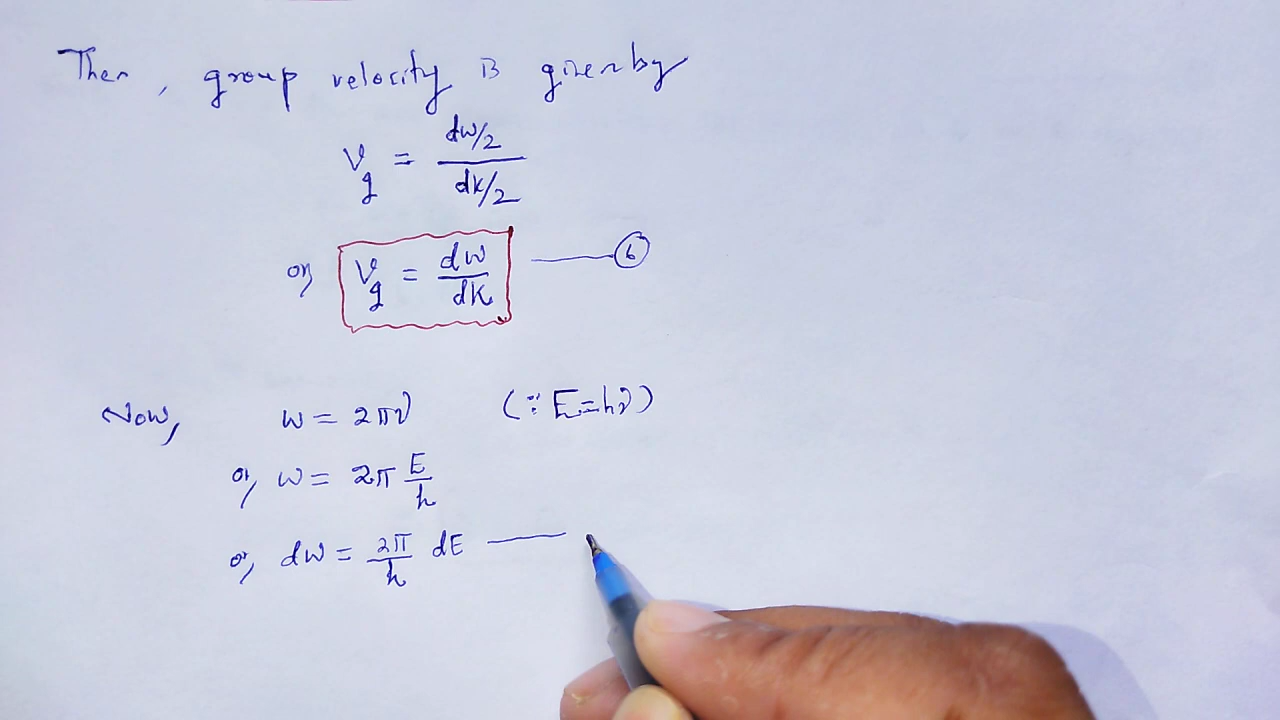 Then, group velocity is given by
Vg = dω/2 / dk/2
or, Vg = dω/dk —— 6
Now, ω = 2πν (∵ E=hν)
or, ω = 2π E/h
or, dω = 2π/h dE ——